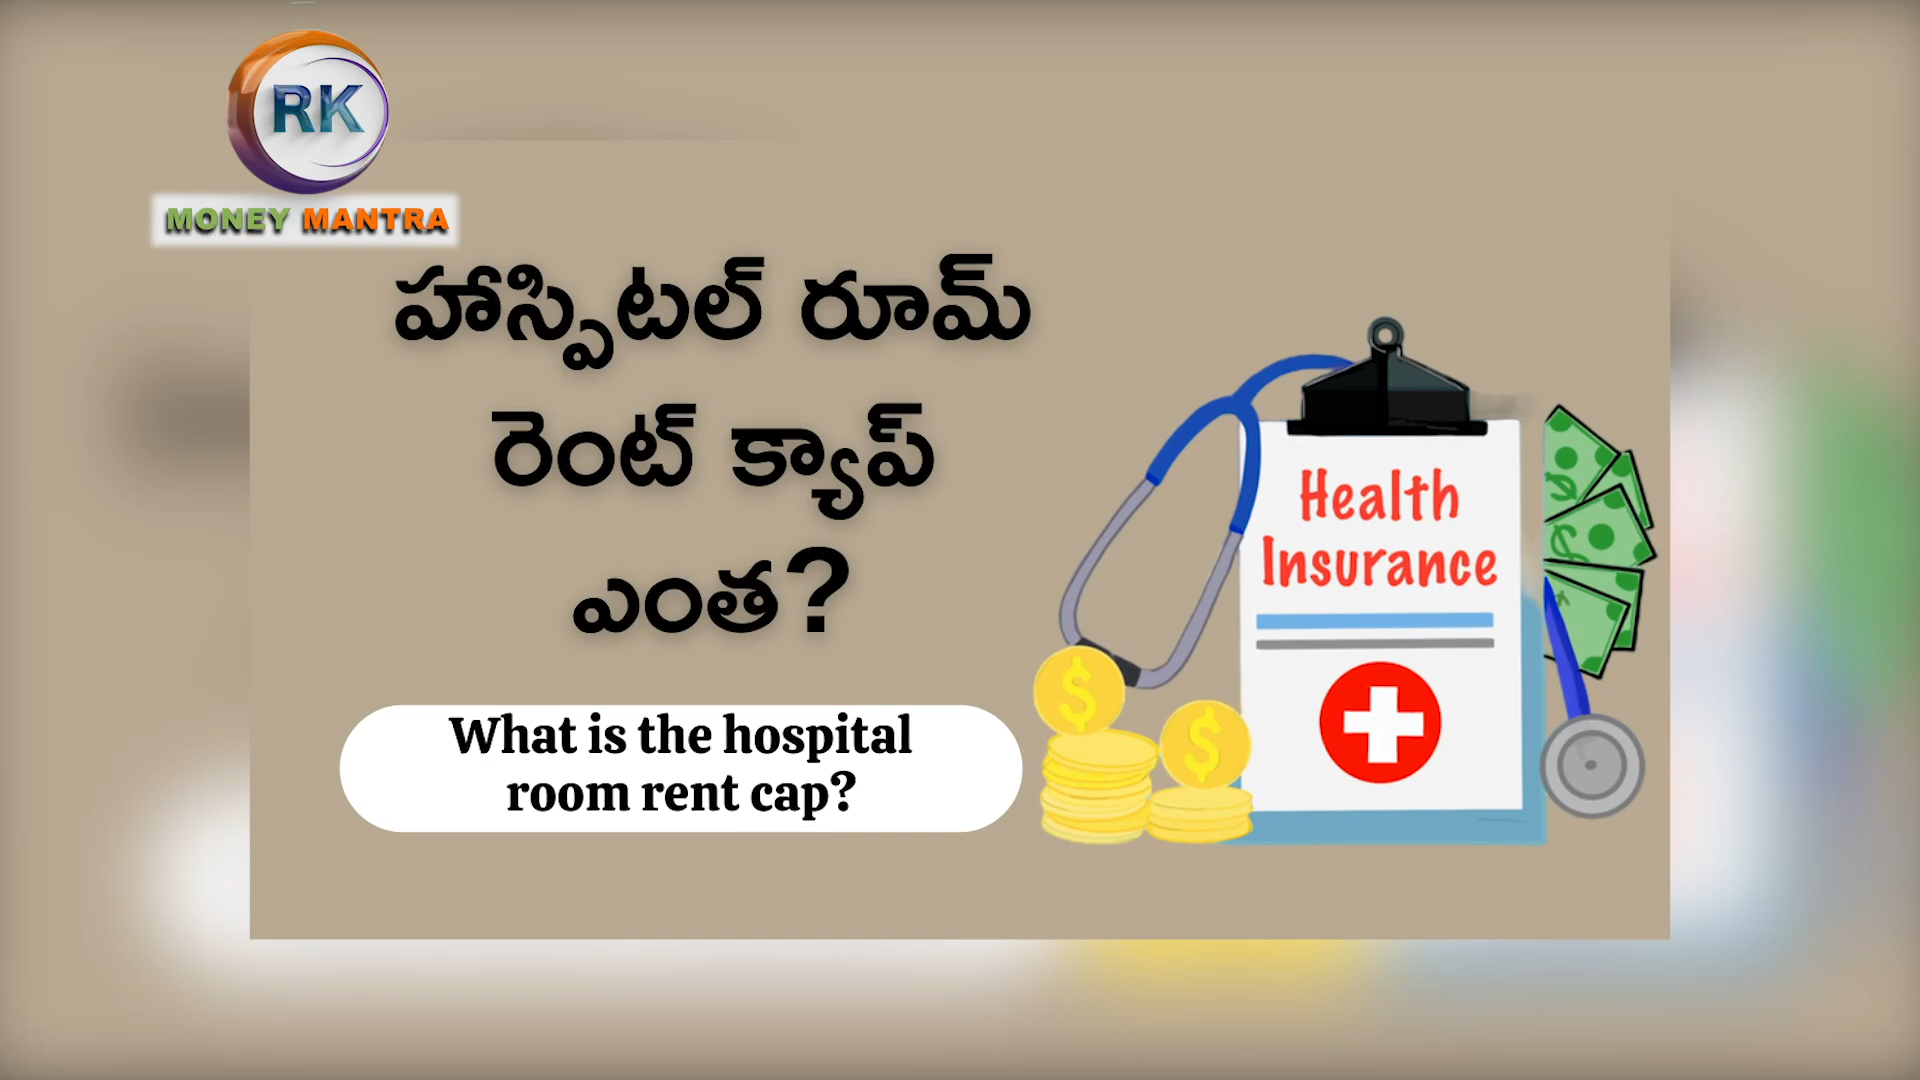 RK
MONEY MANTRA
హాస్పిటల్ రూమ్
రెంట్ క్యాప్
ఎంత?
What is the hospital
room rent cap?
Health
Insurance